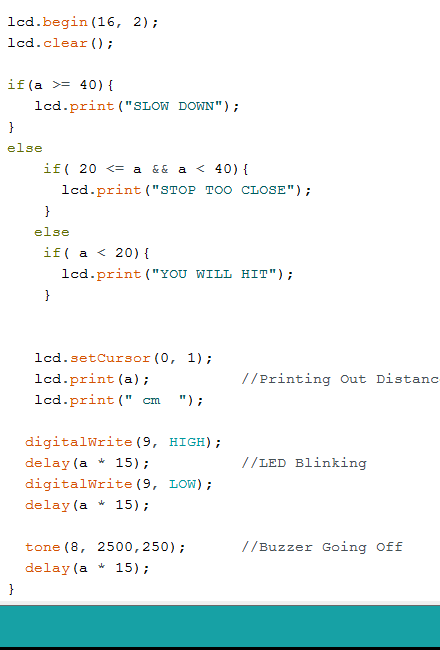 lcd.begin(16, 2);
lcd.clear();
if(a >= 40){
lcd.print("SLOW DOWN");
}
else
if( 20 <= a && a < 40){
lcd.print("STOP TOO CLOSE");
}
else
if( a < 20){
lcd.print("YOU WILL HIT");
}
lcd.setCursor(0, 1);
lcd.print(a); //Printing Out Distanc
lcd.print(" cm  ");
digitalWrite(9, HIGH);
delay(a * 15); //LED Blinking
digitalWrite(9, LOW);
delay(a * 15);
tone(8, 2500,250); //Buzzer Going Off
delay(a * 15);
}